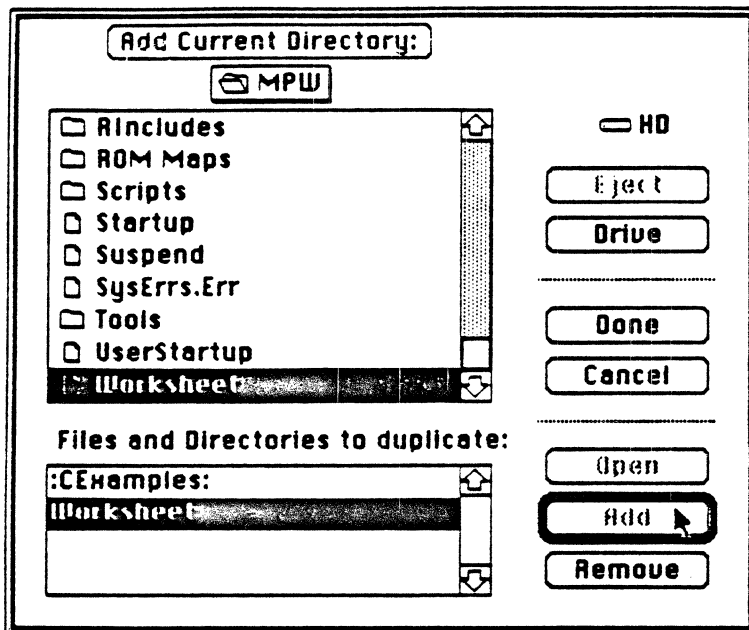 Add Current Directory:
MPW
RIncludes
ROM Maps
Scripts
Startup
Suspend
SysErrs.Err
Tools
UserStartup
Worksheet
HD
Eject
Drive
Done
Cancel
Files and Directories to duplicate:
:CExamples:
Worksheet
Open
Add
Remove